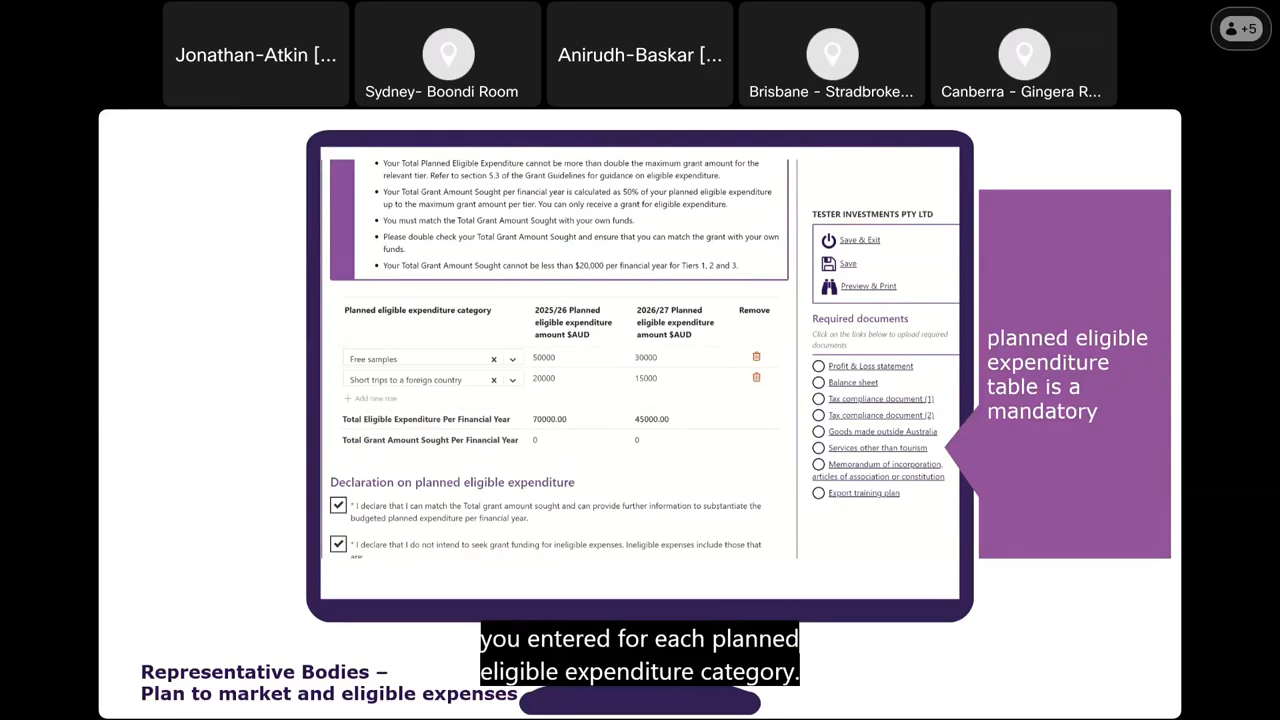 Jonathan-Atkin [...
Sydney- Boondi Room
Anirudh-Baskar [...
Brisbane - Stradbroke...
Canberra - Gingera R...
+5
Your Total Planned Eligible Expenditure cannot be more than double the maximum grant amount for the
relevant tier. Refer to section 5.3 of the Grant Guidelines for guidance on eligible expenditure.
Your Total Grant Amount Sought per financial year is calculated as 50% of your planned eligible expenditure
up to the maximum grant amount per tier. You can only receive a grant for eligible expenditure.
You must match the Total Grant Amount Sought with your own funds.
Please double check your Total Grant Amount Sought and ensure that you can match the grant with your own
funds.
Your Total Grant Amount Sought cannot be less than $20,000 per financial year for Tiers 1, 2 and 3.
Planned eligible expenditure category
2025/26 Planned
eligible expenditure
amount $AUD
2026/27 Planned
eligible expenditure
amount $AUD
Remove
Free samples 50000 30000
Short trips to a foreign country 20000 15000
+ Add new row
Total Eligible Expenditure Per Financial Year 70000.00 45000.00
Total Grant Amount Sought Per Financial Year 0 0
Declaration on planned eligible expenditure
* I declare that I can match the Total grant amount sought and can provide further information to substantiate the
budgeted planned expenditure per financial year.
* I declare that I do not intend to seek grant funding for ineligible expenses. Ineligible expenses include those that
are:
TESTER INVESTMENTS PTY LTD
Save & Exit
Save
Preview & Print
Required documents
Click on the links below to upload required
documents
Profit & Loss statement
Balance sheet
Tax compliance document (1)
Tax compliance document (2)
Goods made outside Australia
Services other than tourism
Memorandum of incorporation,
articles of association or constitution
Export training plan
planned eligible
expenditure
table is a
mandatory
you entered for each planned
eligible expenditure category.
Representative Bodies –
Plan to market and eligible expenses